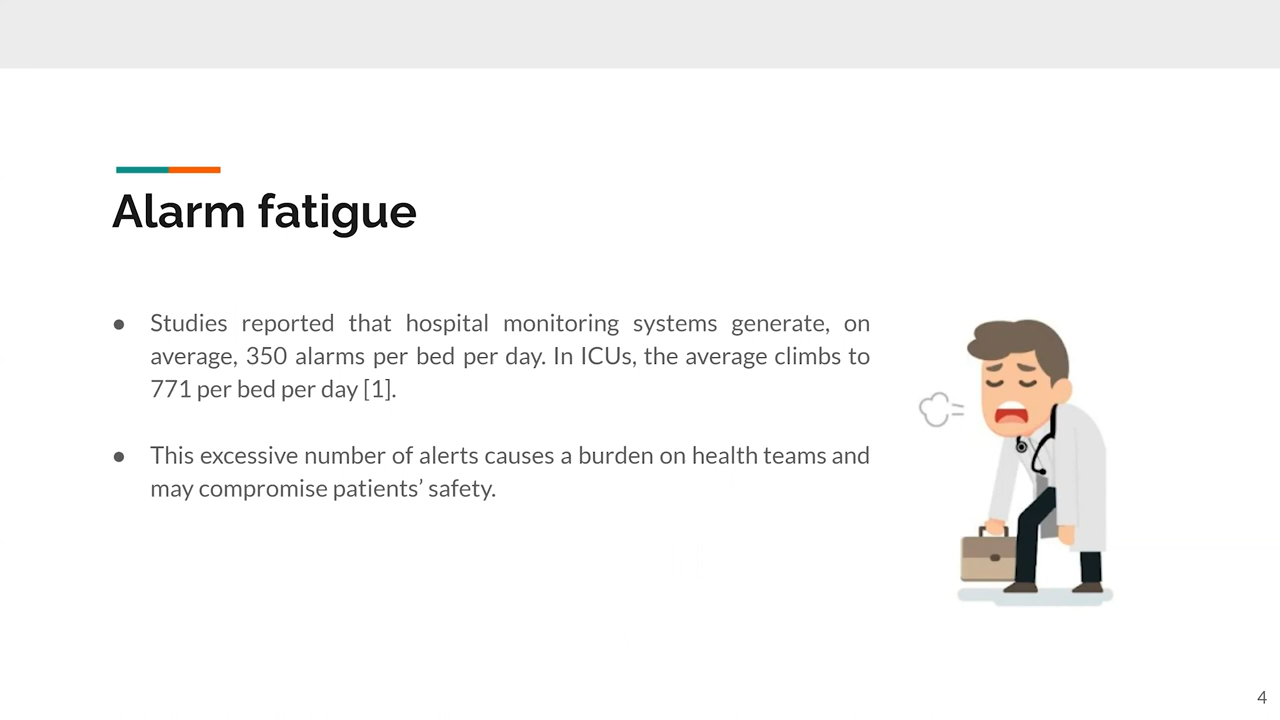 Alarm fatigue
● Studies reported that hospital monitoring systems generate, on
average, 350 alarms per bed per day. In ICUs, the average climbs to
771 per bed per day [1].
● This excessive number of alerts causes a burden on health teams and
may compromise patients’ safety.
4